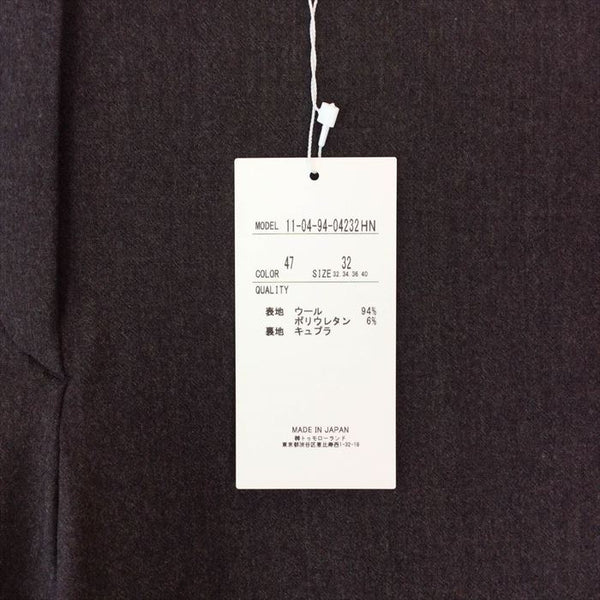 MODEL 11-04-94-04232HN
COLOR 47 SIZE 32
32 34 36 40
QUALITY
表地 ウール 94%
ポリウレタン 6%
裏地 キュプラ
MADE IN JAPAN
㈱トゥモローランド
東京都渋谷区恵比寿西1-32-18